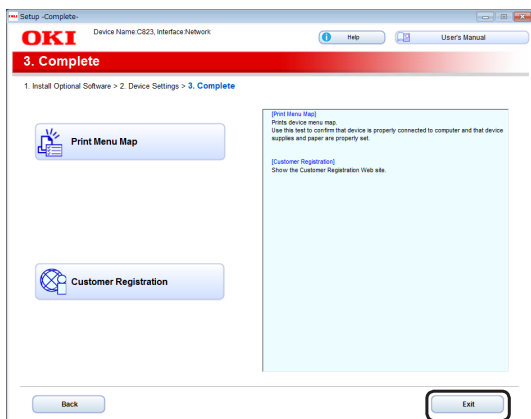 OKI Setup -Complete-
OKI
Device Name:C823, Interface:Network
Help
User's Manual
3. Complete
1. Install Optional Software > 2. Device Settings > 3. Complete
Print Menu Map
Customer Registration
[Print Menu Map]
Prints device menu map.
Use this test to confirm that device is properly connected to computer and that device
supplies and paper are properly set.
[Customer Registration]
Show the Customer Registration Web site.
Back
Exit